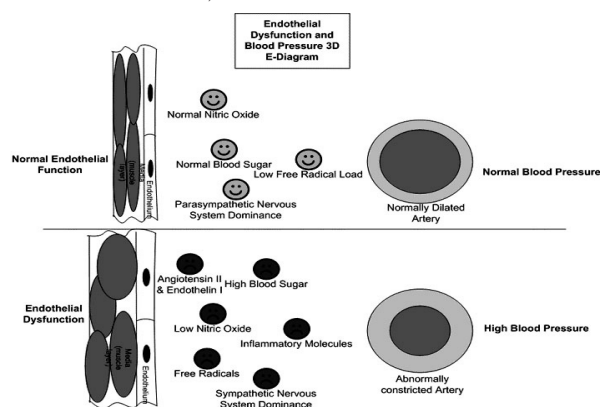 Endothelial
Dysfunction and
Blood Pressure 3D
E-Diagram
Normal Nitric Oxide
Normal Endothelial
Function
Media
(muscle
layer)
Endothelium
Normal Blood Sugar
Low Free Radical Load
Parasympathetic Nervous
System Dominance
Normally Dilated
Artery
Normal Blood Pressure
Endothelial
Dysfunction
Media
(muscle
layer)
Endothelium
Angiotensin II
& Endothelin I
High Blood Sugar
Low Nitric Oxide
Inflammatory Molecules
Free Radicals
Sympathetic Nervous
System Dominance
Abnormally
constricted Artery
High Blood Pressure